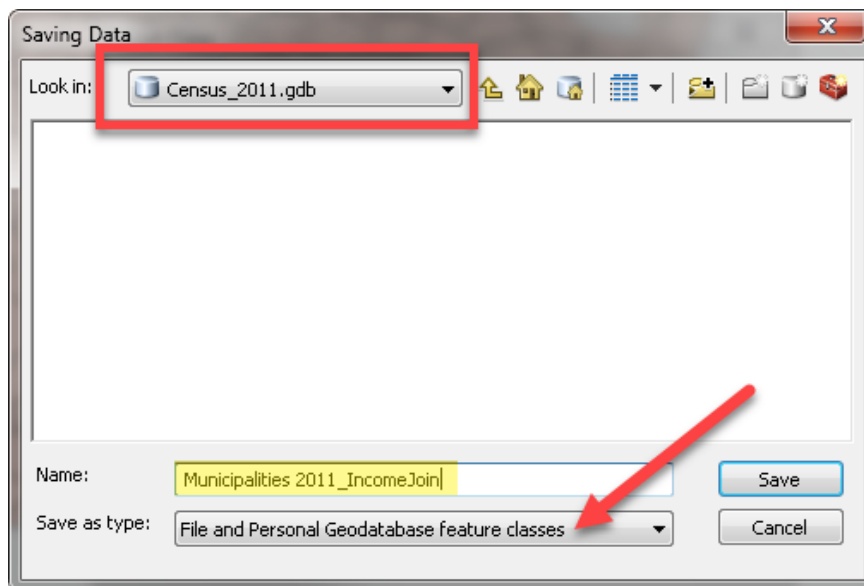 Saving Data
Look in: Census_2011.gdb
Name: Municipalities 2011_IncomeJoin
Save
Save as type: File and Personal Geodatabase feature classes
Cancel